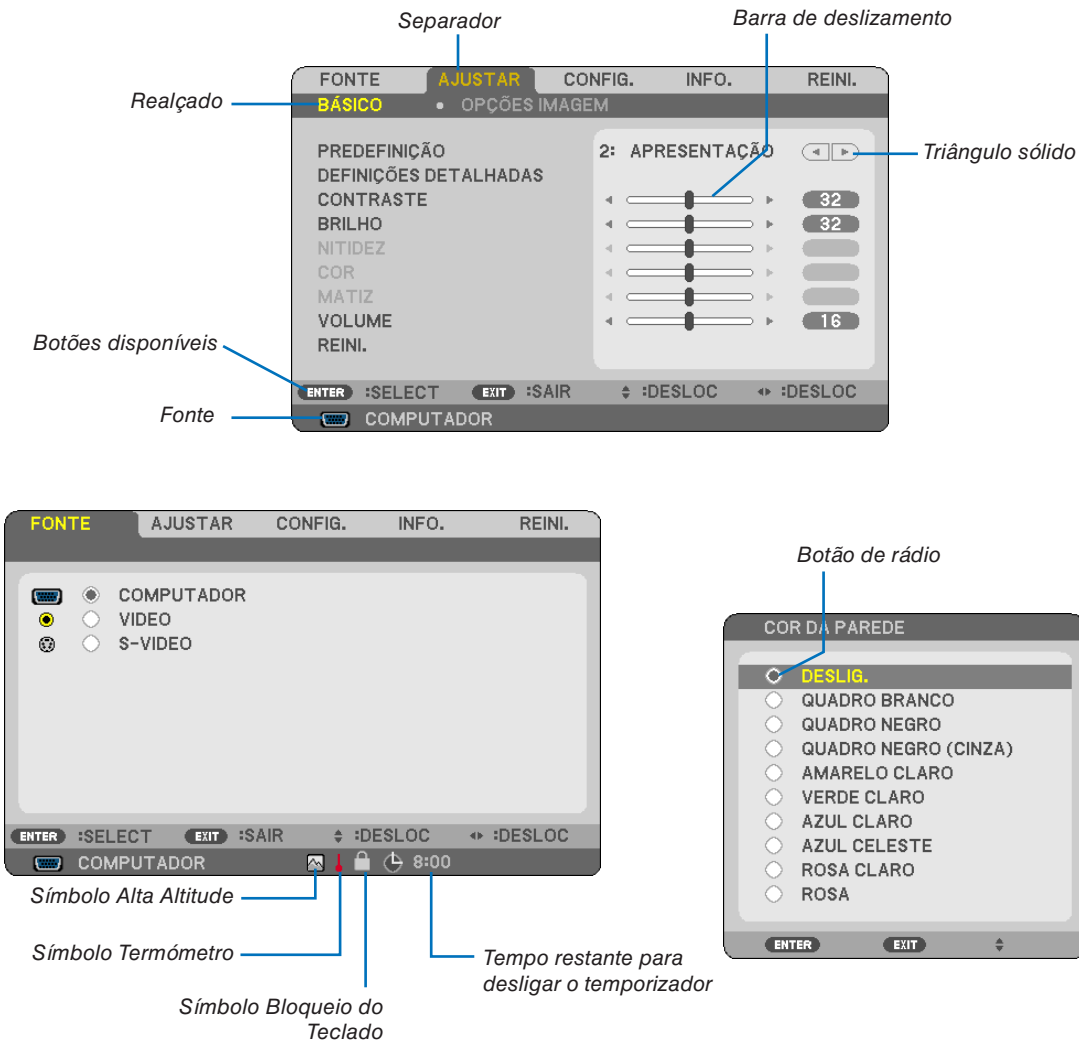 Separador
Barra de deslizamento
FONTE AJUSTAR CONFIG. INFO. REINI.
Realçado
BÁSICO • OPÇÕES IMAGEM
PREDEFINIÇÃO 2: APRESENTAÇÃO
Triângulo sólido
DEFINIÇÕES DETALHADAS
CONTRASTE 32
BRILHO 32
NITIDEZ
COR
MATIZ
VOLUME 16
Botões disponíveis
REINI.
ENTER :SELECT EXIT :SAIR :DESLOC :DESLOC
Fonte
COMPUTADOR
FONTE AJUSTAR CONFIG. INFO. REINI.
COMPUTADOR
VIDEO
S-VIDEO
ENTER :SELECT EXIT :SAIR :DESLOC :DESLOC
COMPUTADOR 8:00
Símbolo Alta Altitude
Símbolo Termómetro
Símbolo Bloqueio do
Teclado
Tempo restante para
desligar o temporizador
Botão de rádio
COR DA PAREDE
DESLIG.
QUADRO BRANCO
QUADRO NEGRO
QUADRO NEGRO (CINZA)
AMARELO CLARO
VERDE CLARO
AZUL CLARO
AZUL CELESTE
ROSA CLARO
ROSA
ENTER EXIT